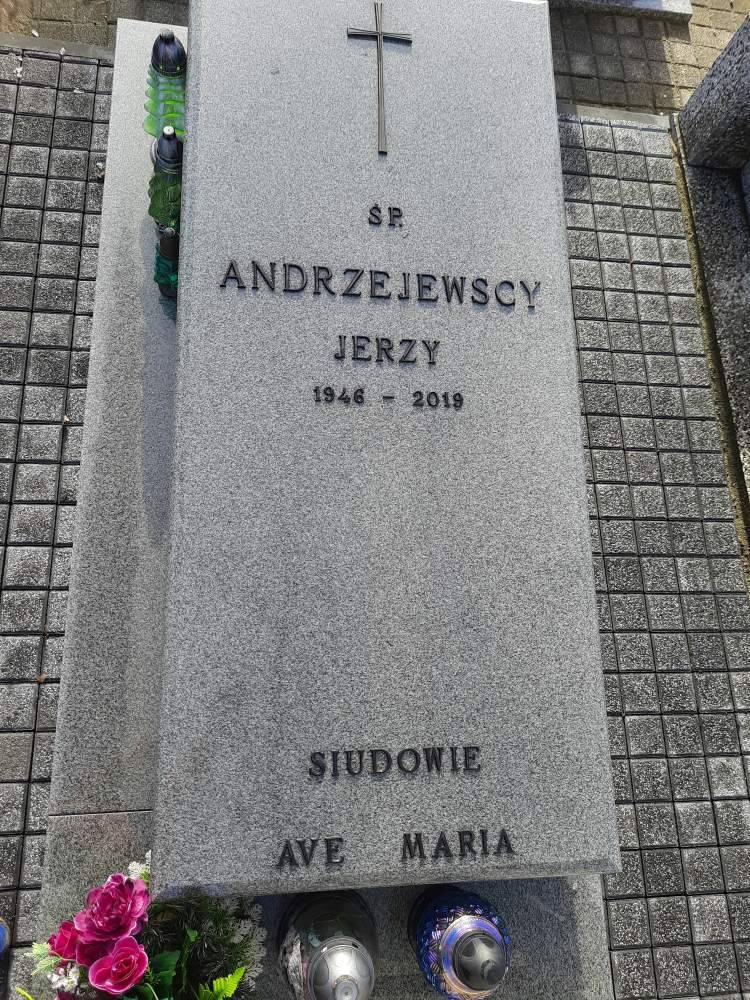 Ś.P.
ANDRZEJEWSCY
JERZY
1946 - 2019
SIUDOWIE
AVE MARIA